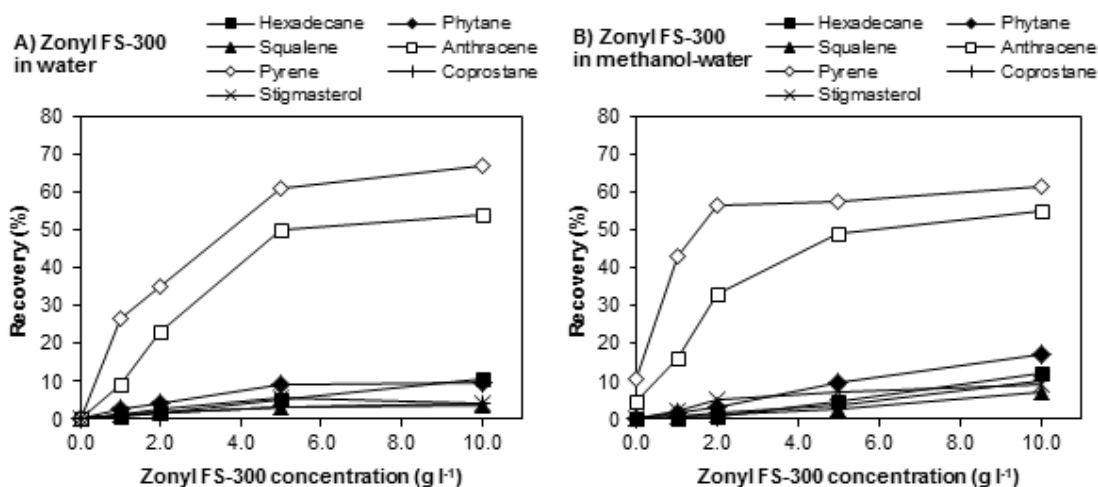 A) Zonyl FS-300
in water
Hexadecane
Phytane
Squalene
Anthracene
Pyrene
Coprostane
Stigmasterol
Recovery (%)
80
70
60
50
40
30
20
10
0
0.0 2.0 4.0 6.0 8.0 10.0
Zonyl FS-300 concentration (g l-1)
B) Zonyl FS-300
in methanol-water
Hexadecane
Phytane
Squalene
Anthracene
Pyrene
Coprostane
Stigmasterol
Recovery (%)
80
70
60
50
40
30
20
10
0
0.0 2.0 4.0 6.0 8.0 10.0
Zonyl FS-300 concentration (g l-1)